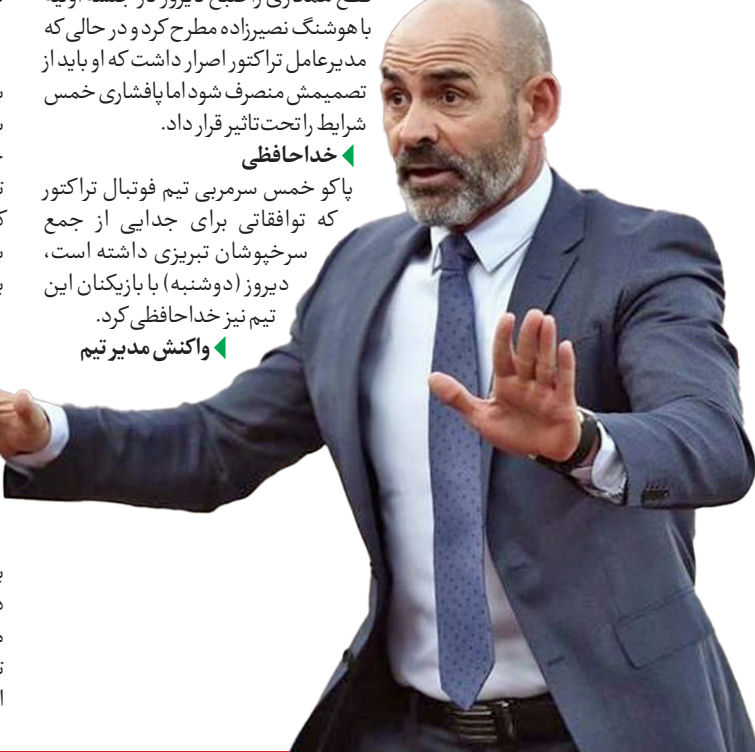 با هوشنگ نصیرزاده مطرح کرد و در حالی که
مدیرعامل تراکتور اصرار داشت که او باید از
تصمیمش منصرف شود اما پافشاری خمس
شرایط را تحت‌تاثیر قرار داد.
خداحافظی
پاکو خمس سرمربی تیم فوتبال تراکتور
که توافقاتی برای جدایی از جمع
سرخپوشان تبریزی داشته است،
دیروز (دوشنبه) با بازیکنان این
تیم نیز خداحافظی کرد.
واکنش مدیر تیم